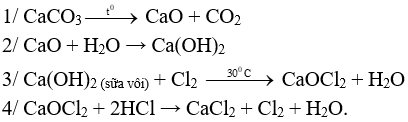 1/ CaCO3 —t⁰→ CaO + CO2
2/ CaO + H2O → Ca(OH)2
3/ Ca(OH)2 (sữa vôi) + Cl2 —30⁰C→ CaOCl2 + H2O
4/ CaOCl2 + 2HCl → CaCl2 + Cl2 + H2O.